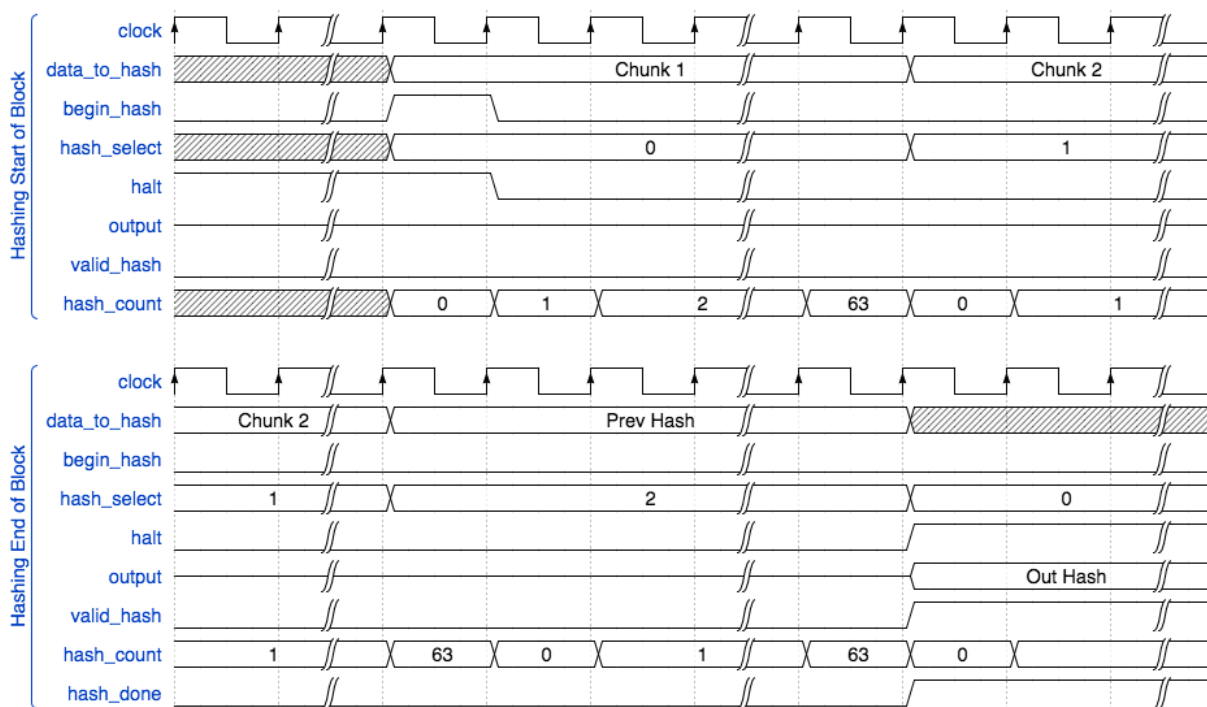 Hashing Start of Block
clock
data_to_hash Chunk 1 Chunk 2
begin_hash
hash_select 0 1
halt
output
valid_hash
hash_count 0 1 2 63 0 1
Hashing End of Block
clock
data_to_hash Chunk 2 Prev Hash
begin_hash
hash_select 1 2 0
halt
output Out Hash
valid_hash
hash_count 1 63 0 1 63 0
hash_done